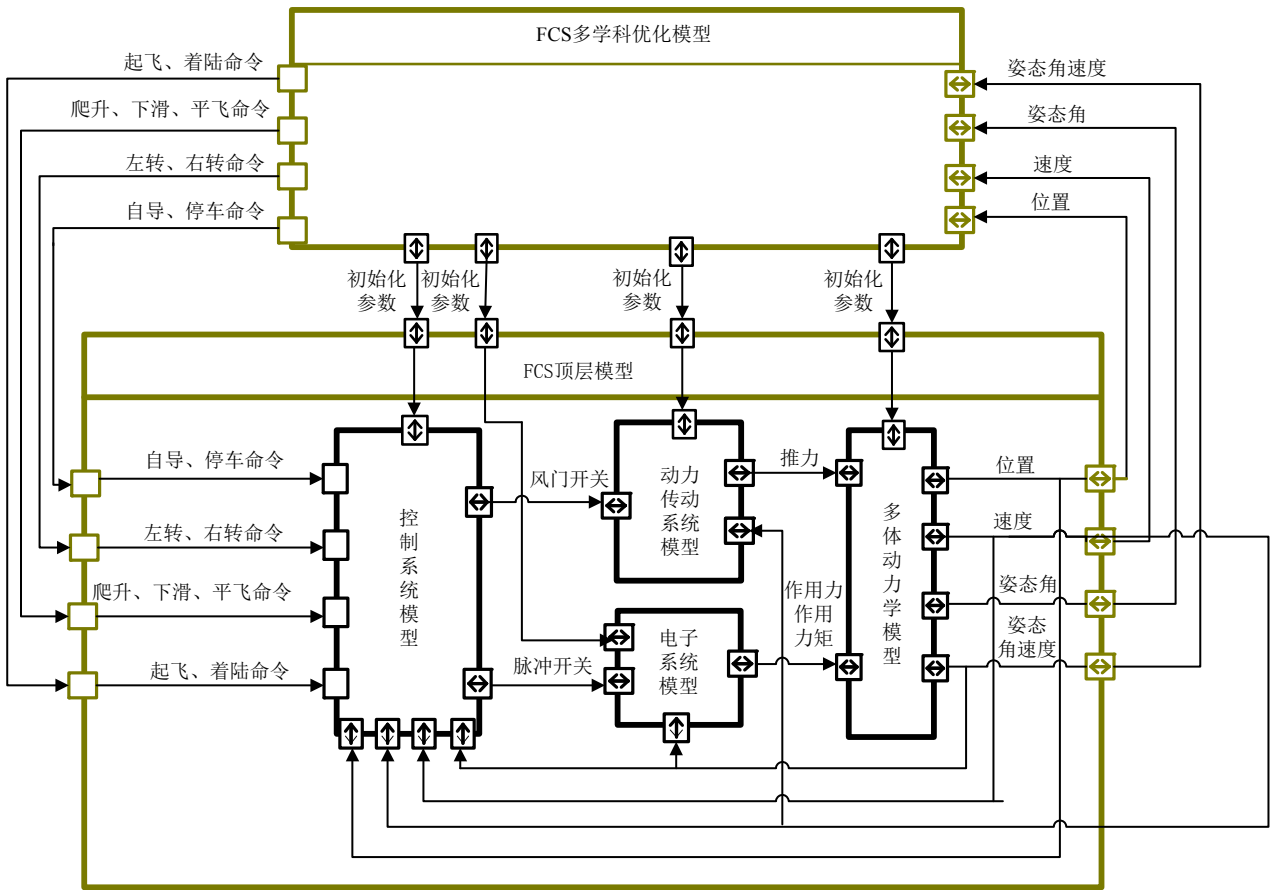 FCS多学科优化模型
起飞、着陆命令
爬升、下滑、平飞命令
左转、右转命令
自导、停车命令
姿态角速度
姿态角
速度
位置
初始化
参数
初始化
参数
初始化
参数
初始化
参数
FCS顶层模型
自导、停车命令
左转、右转命令
爬升、下滑、平飞命令
起飞、着陆命令
控
制
系
统
模
型
风门开关
脉冲开关
动力
传动
系统
模型
电子
系统
模型
推力
作用力
作用
力矩
多
体
动
力
学
模
型
位置
速度
姿态角
姿态
角速度